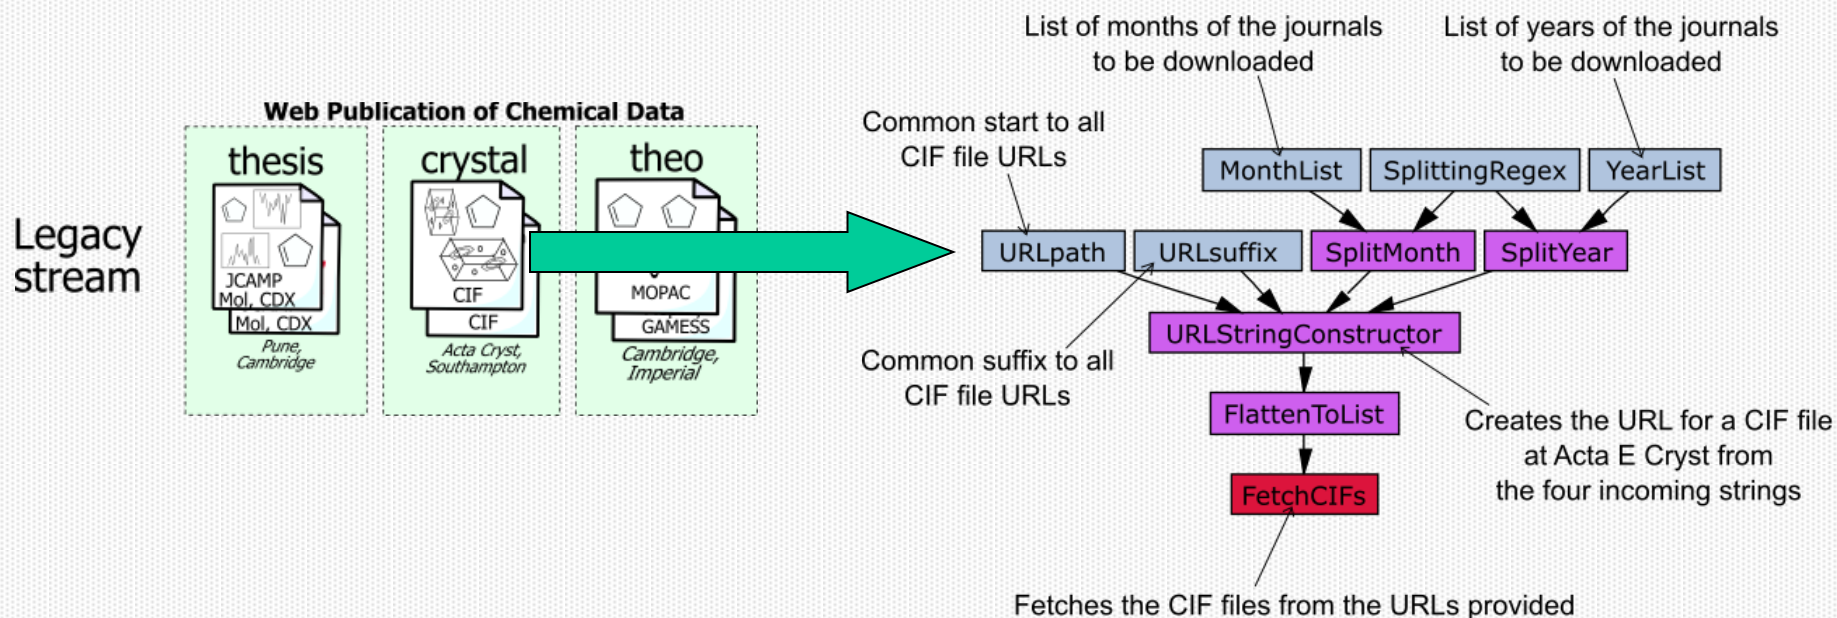 Legacy
stream
Web Publication of Chemical Data
thesis
JCAMP
Mol, CDX
Mol, CDX
Pune,
Cambridge
crystal
CIF
CIF
Acta Cryst,
Southampton
theo
MOPAC
GAMESS
Cambridge,
Imperial
List of months of the journals
to be downloaded
List of years of the journals
to be downloaded
Common start to all
CIF file URLs
MonthList
SplittingRegex
YearList
URLpath
URLsuffix
SplitMonth
SplitYear
URLStringConstructor
Common suffix to all
CIF file URLs
FlattenToList
Creates the URL for a CIF file
at Acta E Cryst from
the four incoming strings
FetchCIFs
Fetches the CIF files from the URLs provided